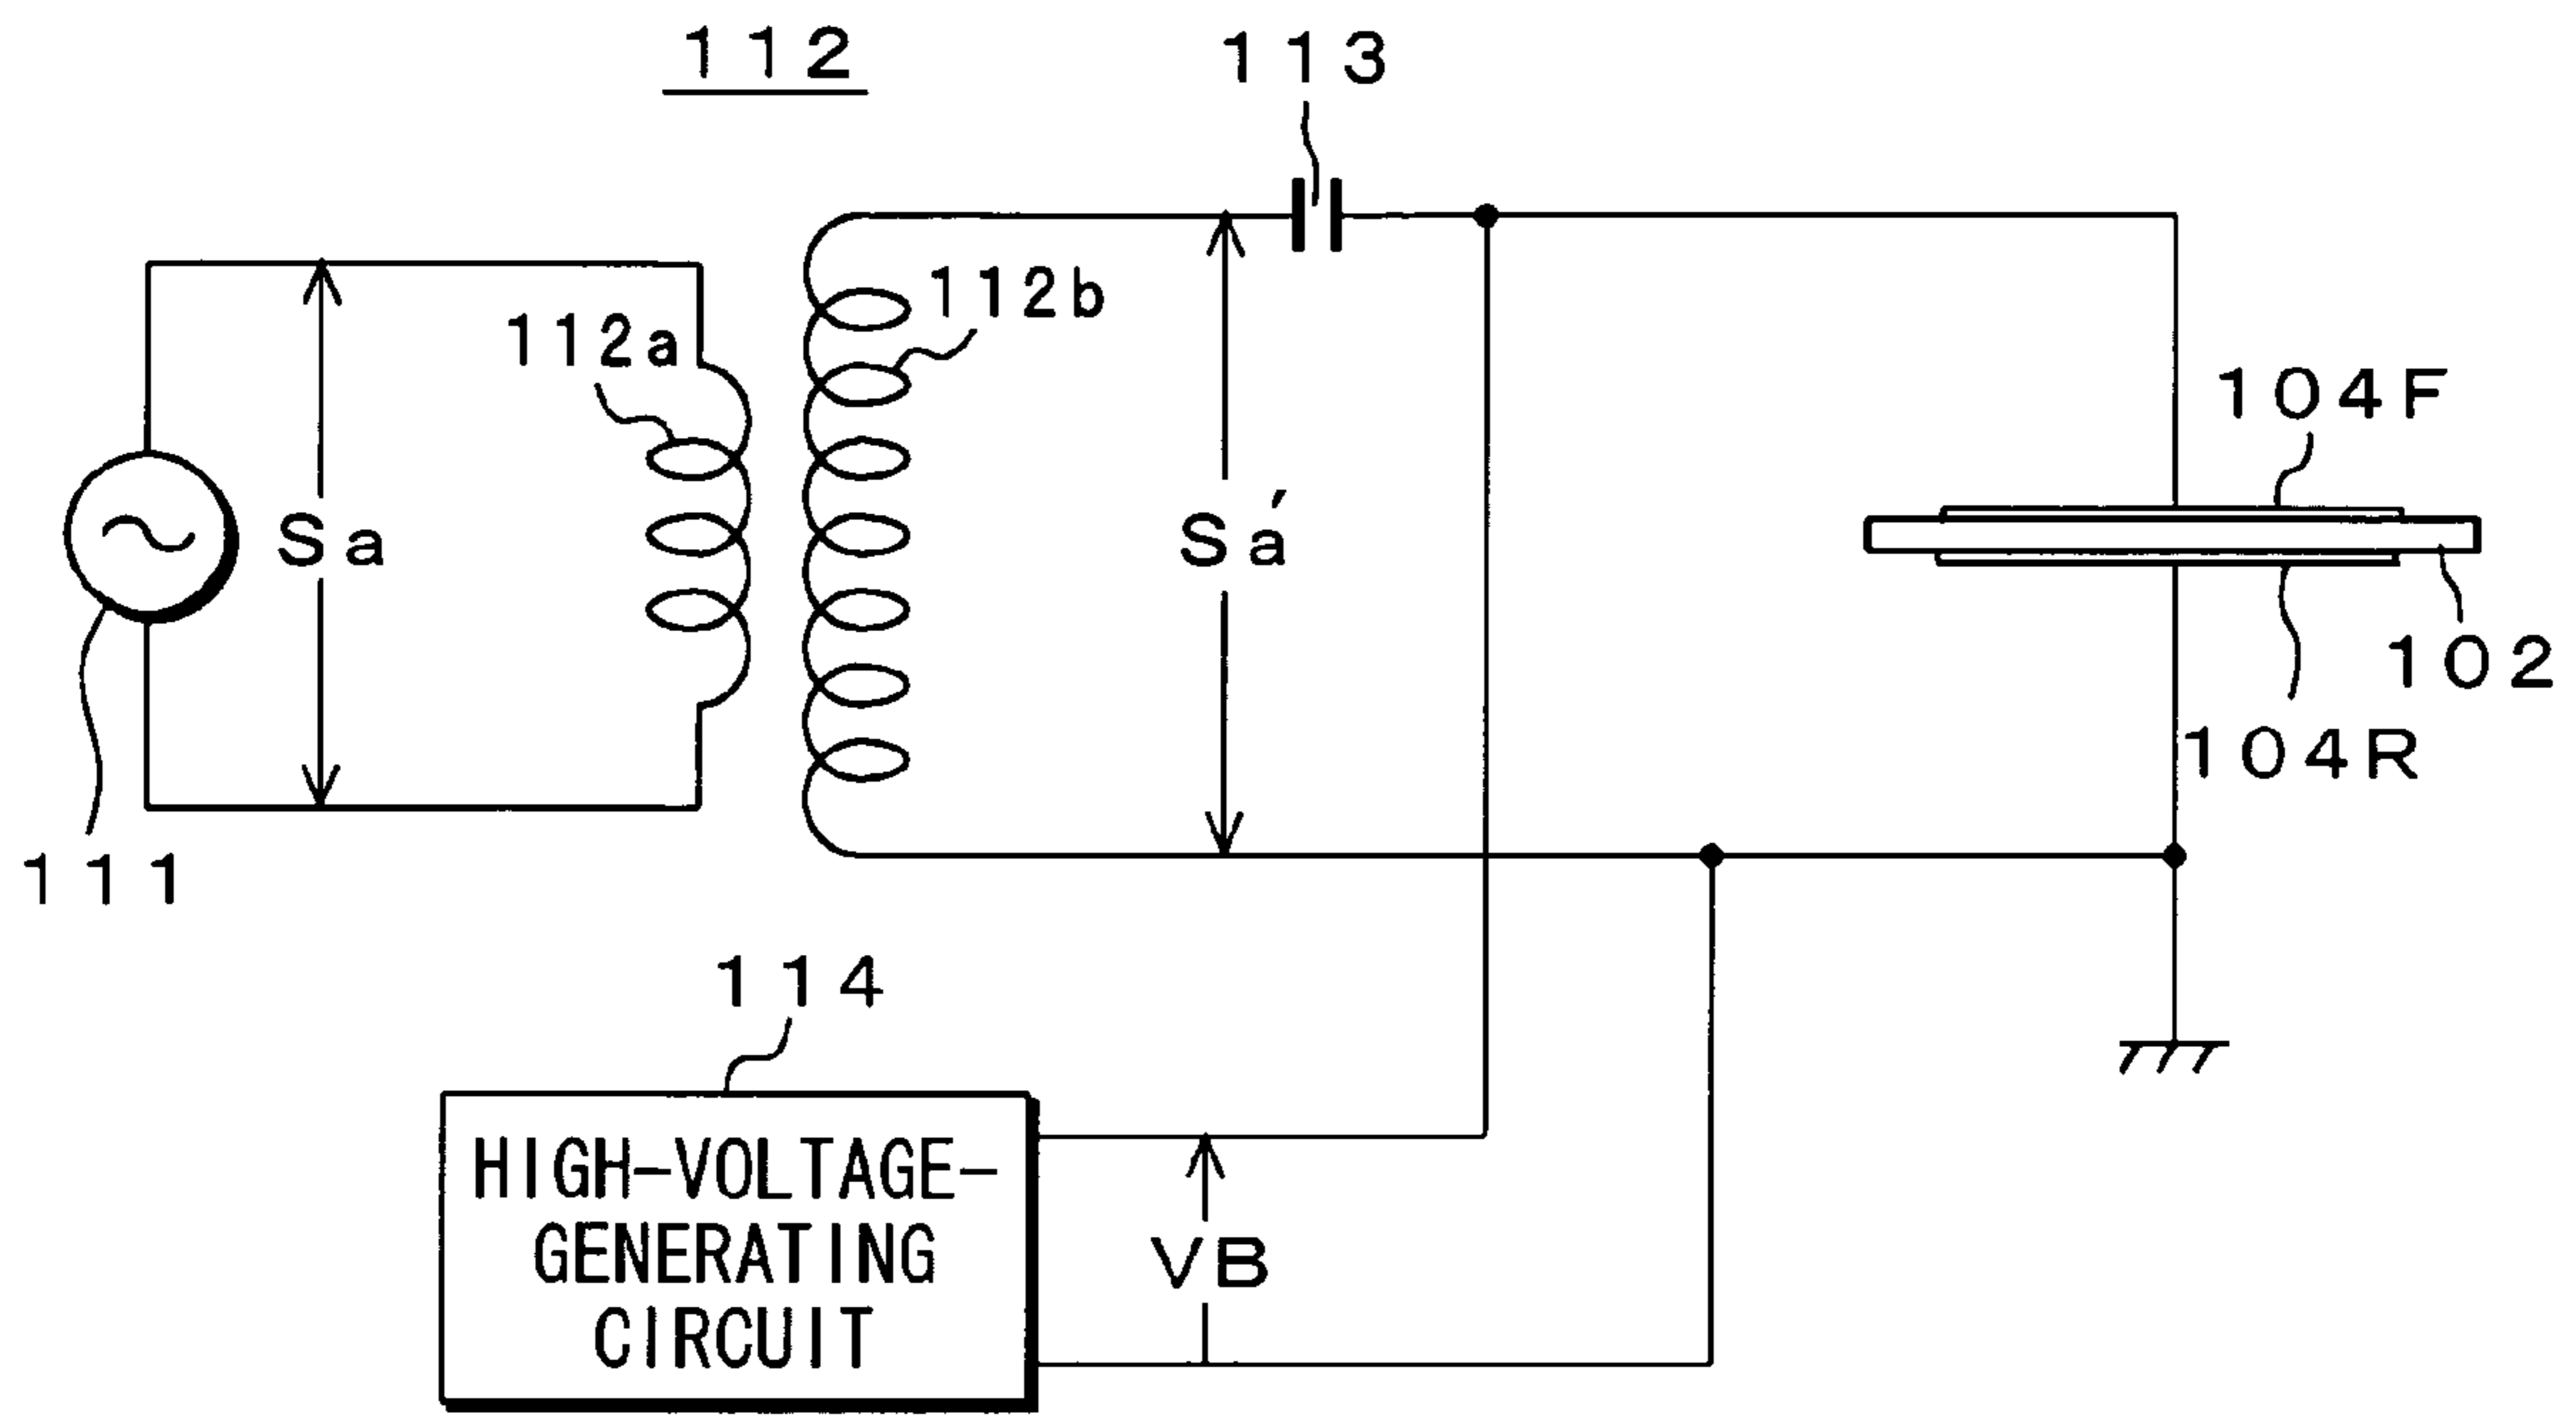 112
113
112b
112a
104F
Sa
Sa′
102
104R
111
114
HIGH-VOLTAGE-
GENERATING
CIRCUIT
VB